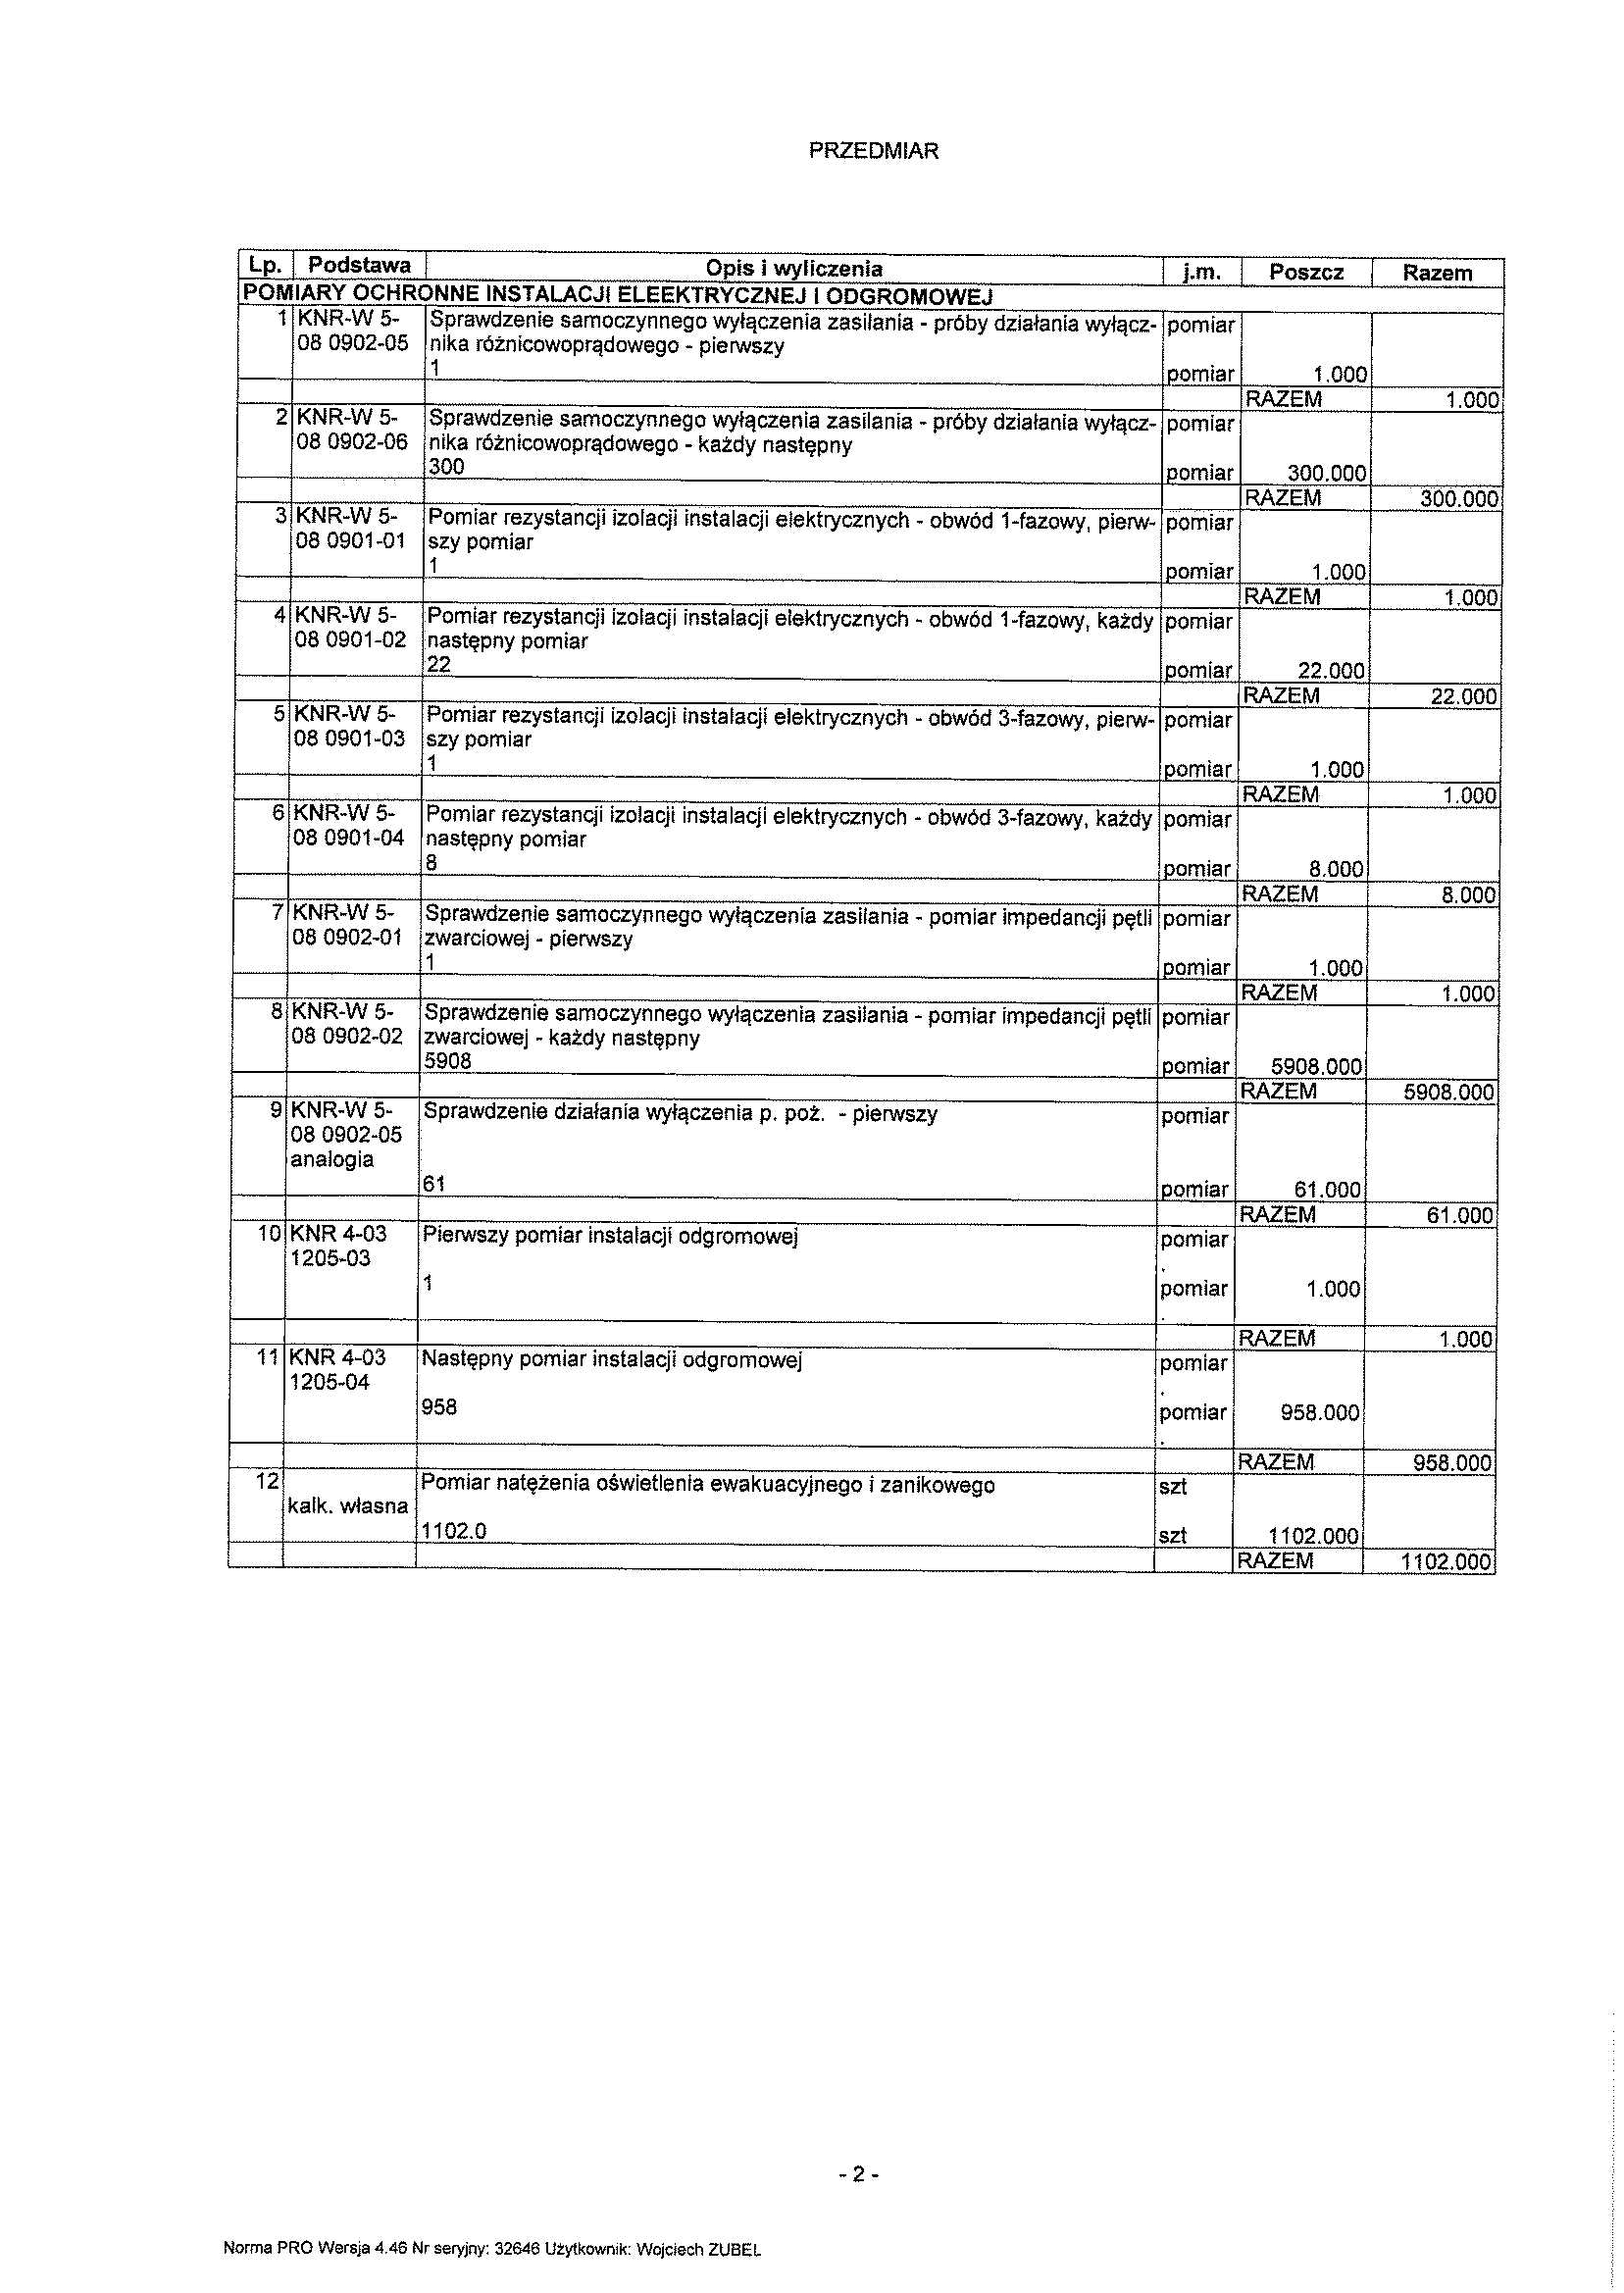 PRZEDMIAR
Lp. Podstawa Opis i wyliczenia j.m. Poszcz Razem
POMIARY OCHRONNE INSTALACJI ELEEKTRYCZNEJ I ODGROMOWEJ
1 KNR-W 5- Sprawdzenie samoczynnego wyłączenia zasilania - próby działania wyłącz- pomiar
08 0902-05 nika różnicowoprądowego - pierwszy
1 pomiar 1.000
RAZEM 1.000
2 KNR-W 5- Sprawdzenie samoczynnego wyłączenia zasilania - próby działania wyłącz- pomiar
08 0902-06 nika różnicowoprądowego - każdy następny
300 pomiar 300.000
RAZEM 300.000
3 KNR-W 5- Pomiar rezystancji izolacji instalacji elektrycznych - obwód 1-fazowy, pierw- pomiar
08 0901-01 szy pomiar
1 pomiar 1.000
RAZEM 1.000
4 KNR-W 5- Pomiar rezystancji izolacji instalacji elektrycznych - obwód 1-fazowy, każdy pomiar
08 0901-02 następny pomiar
22 pomiar 22.000
RAZEM 22.000
5 KNR-W 5- Pomiar rezystancji izolacji instalacji elektrycznych - obwód 3-fazowy, pierw- pomiar
08 0901-03 szy pomiar
1 pomiar 1.000
RAZEM 1.000
6 KNR-W 5- Pomiar rezystancji izolacji instalacji elektrycznych - obwód 3-fazowy, każdy pomiar
08 0901-04 następny pomiar
8 pomiar 8.000
RAZEM 8.000
7 KNR-W 5- Sprawdzenie samoczynnego wyłączenia zasilania - pomiar impedancji pętli pomiar
08 0902-01 zwarciowej - pierwszy
1 pomiar 1.000
RAZEM 1.000
8 KNR-W 5- Sprawdzenie samoczynnego wyłączenia zasilania - pomiar impedancji pętli pomiar
08 0902-02 zwarciowej - każdy następny
5908 pomiar 5908.000
RAZEM 5908.000
9 KNR-W 5- Sprawdzenie działania wyłączenia p. poż. - pierwszy pomiar
08 0902-05
analogia
61 pomiar 61.000
RAZEM 61.000
10 KNR 4-03 Pierwszy pomiar instalacji odgromowej pomiar
1205-03 .
1 pomiar 1.000
.
RAZEM 1.000
11 KNR 4-03 Następny pomiar instalacji odgromowej pomiar
1205-04 .
958 pomiar 958.000
.
RAZEM 958.000
12 Pomiar natężenia oświetlenia ewakuacyjnego i zanikowego szt
kalk. własna
1102.0 szt 1102.000
RAZEM 1102.000
- 2 -
Norma PRO Wersja 4.46 Nr seryjny: 32646 Użytkownik: Wojciech ZUBEL